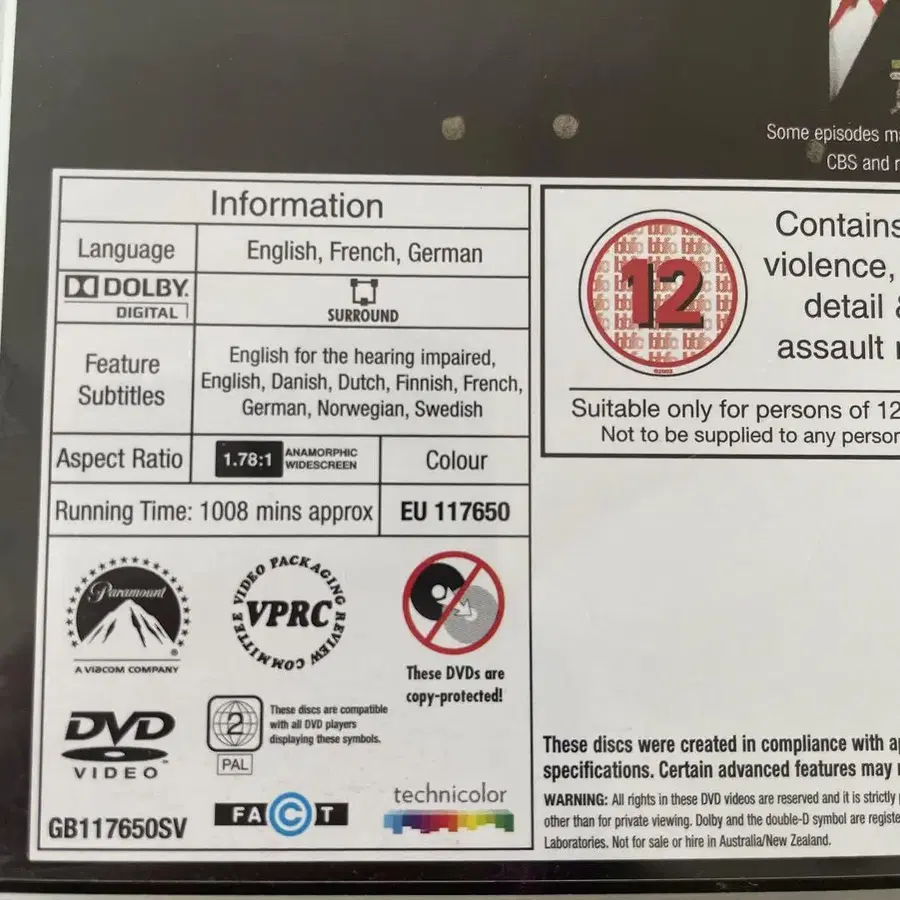 Some episodes
CBS and
Information
Language
English, French, German
DOLBY
DIGITAL
SURROUND
Feature
Subtitles
English for the hearing impaired,
English, Danish, Dutch, Finnish, French,
German, Norwegian, Swedish
Aspect Ratio
1.78:1
ANAMORPHIC
WIDESCREEN
Colour
Running Time: 1008 mins approx
EU 117650
Paramount
A VIACOM COMPANY
VIDEO PACKAGING REVIEW COMMITTEE
VPRC
These DVDs are
copy-protected!
DVD
VIDEO
2
PAL
These discs are compatible
with all DVD players
displaying these symbols.
GB117650SV
FACT
technicolor
12
Contains
violence,
detail &
assault
Suitable only for persons of 12
Not to be supplied to any person
These discs were created in compliance with
specifications. Certain advanced features may
WARNING: All rights in these DVD videos are reserved and it is strictly
other than for private viewing. Dolby and the double-D symbol are
Laboratories. Not for sale or hire in Australia/New Zealand.